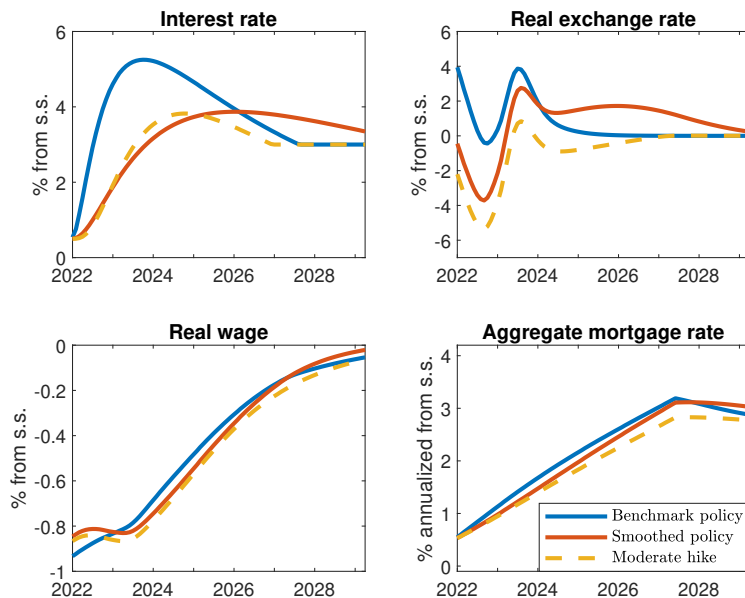 Interest rate
% from s.s.
6
4
2
0
2022 2024 2026 2028
Real exchange rate
% from s.s.
6
4
2
0
-2
-4
-6
2022 2024 2026 2028
Real wage
% from s.s.
0
-0.2
-0.4
-0.6
-0.8
-1
2022 2024 2026 2028
Aggregate mortgage rate
% annualized from s.s.
4
3
2
1
0
2022 2024 2026 2028
Benchmark policy
Smoothed policy
Moderate hike